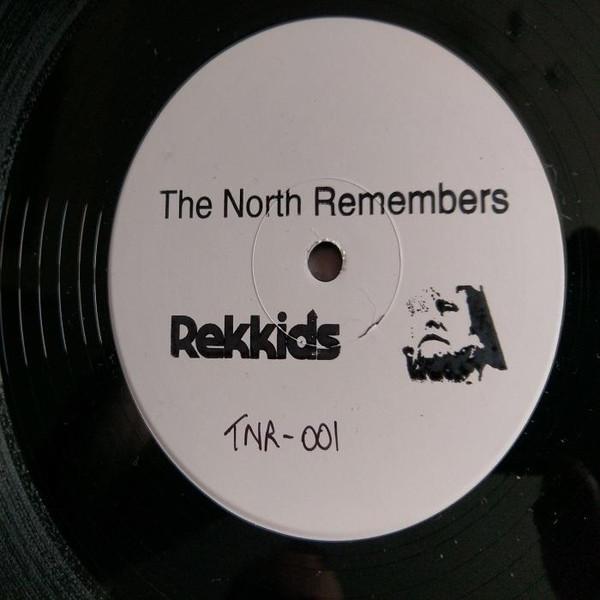 The North Remembers
Rekkids
TNR-001